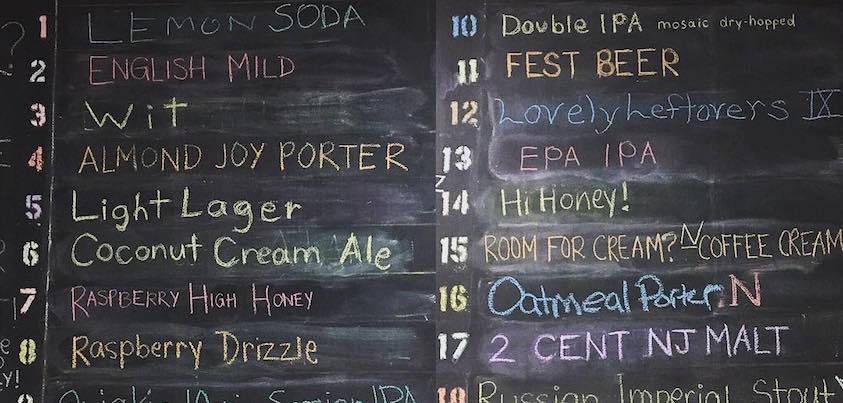 1 LEMON SODA
2 ENGLISH MILD
3 Wit
4 ALMOND JOY PORTER
5 Light Lager
6 Coconut Cream Ale
7 RASPBERRY HIGH HONEY
8 Raspberry Drizzle
9 Session IPA
10 Double IPA mosaic dry-hopped
11 FEST BEER
12 Lovely Leftovers IX
13 EPA IPA
14 Hi Honey!
15 ROOM FOR CREAM? N COFFEE CREAM
16 Oatmeal Porter N
17 2 CENT NJ MALT
18 Russian Imperial Stout